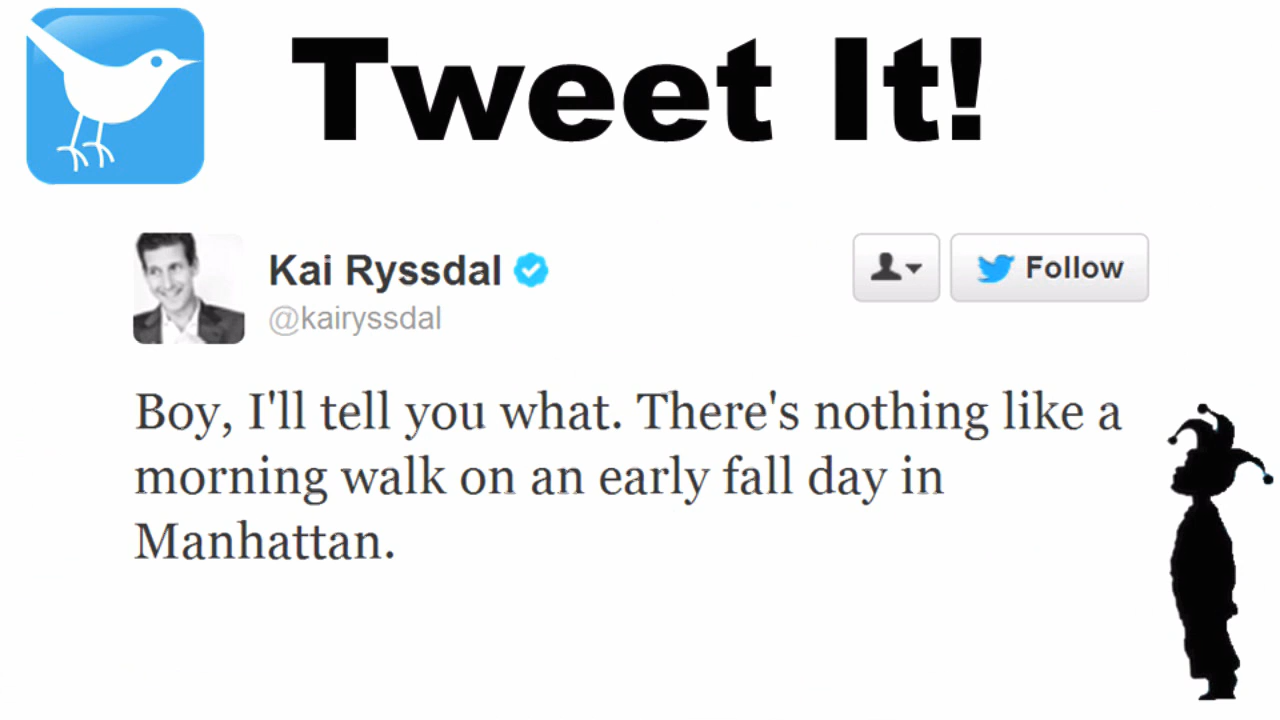 Tweet It!
Kai Ryssdal
@kairyssdal
Follow
Boy, I'll tell you what. There's nothing like a
morning walk on an early fall day in
Manhattan.